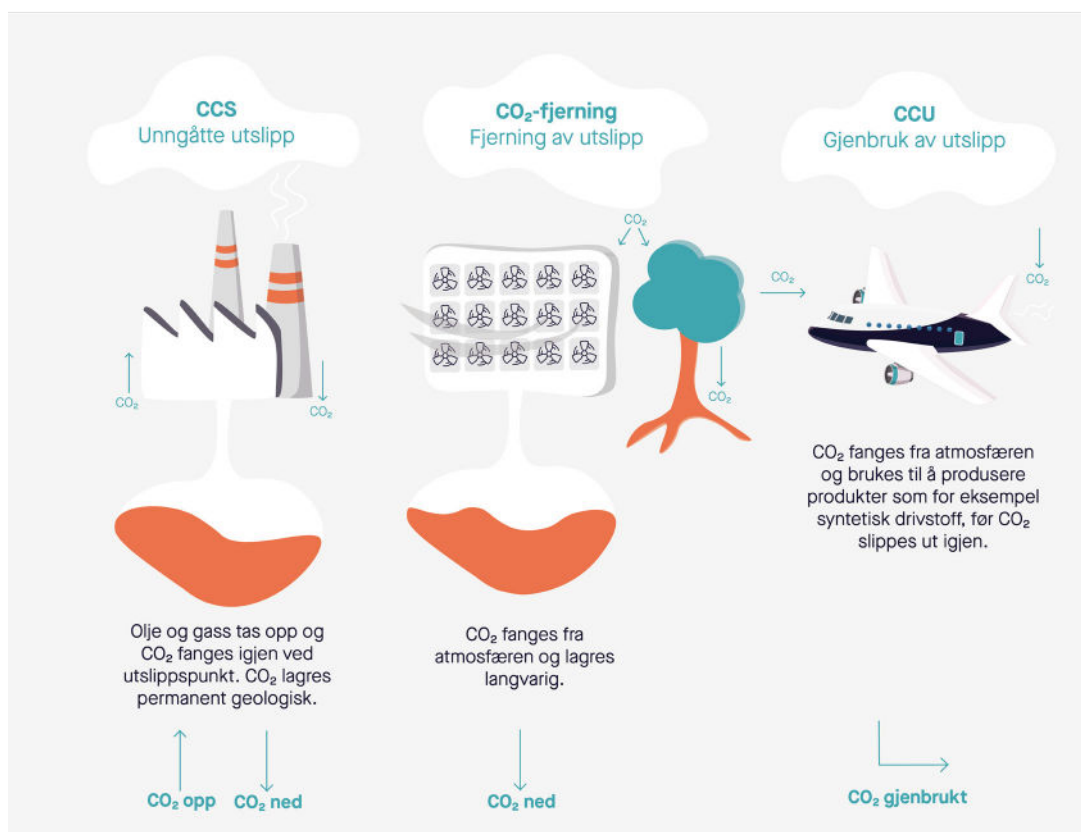 CCS
Unngåtte utslipp
CO₂
CO₂
Olje og gass tas opp og
CO₂ fanges igjen ved
utslippspunkt. CO₂ lagres
permanent geologisk.
CO₂ opp
CO₂ ned
CO₂-fjerning
Fjerning av utslipp
CO₂
CO₂
CO₂ fanges fra
atmosfæren og lagres
langvarig.
CO₂ ned
CCU
Gjenbruk av utslipp
CO₂
CO₂
CO₂ fanges fra atmosfæren
og brukes til å produsere
produkter som for eksempel
syntetisk drivstoff, før CO₂
slippes ut igjen.
CO₂ gjenbrukt